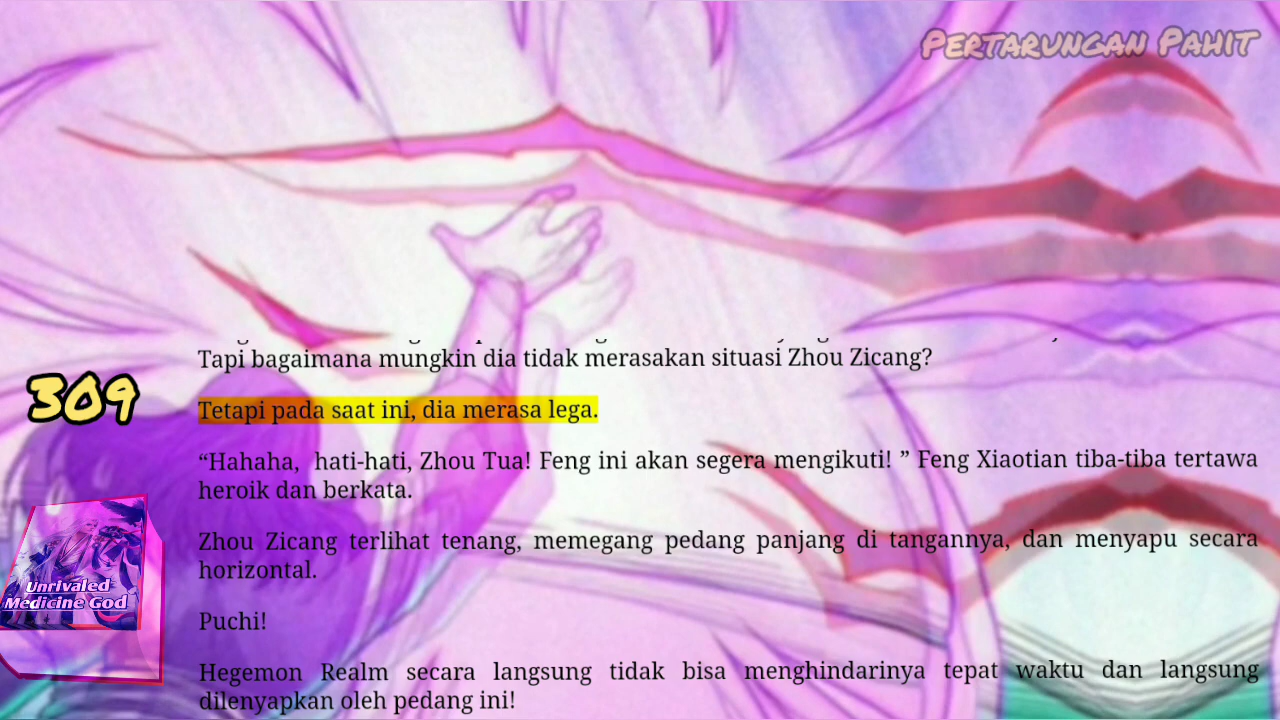 Pertarungan Pahit
Tapi bagaimana mungkin dia tidak merasakan situasi Zhou Zicang?
309
Tetapi pada saat ini, dia merasa lega.
“Hahaha, hati-hati, Zhou Tua! Feng ini akan segera mengikuti! ” Feng Xiaotian tiba-tiba tertawa
heroik dan berkata.
Zhou Zicang terlihat tenang, memegang pedang panjang di tangannya, dan menyapu secara
horizontal.
Unrivaled
Medicine God
Puchi!
Hegemon Realm secara langsung tidak bisa menghindarinya tepat waktu dan langsung
dilenyapkan oleh pedang ini!